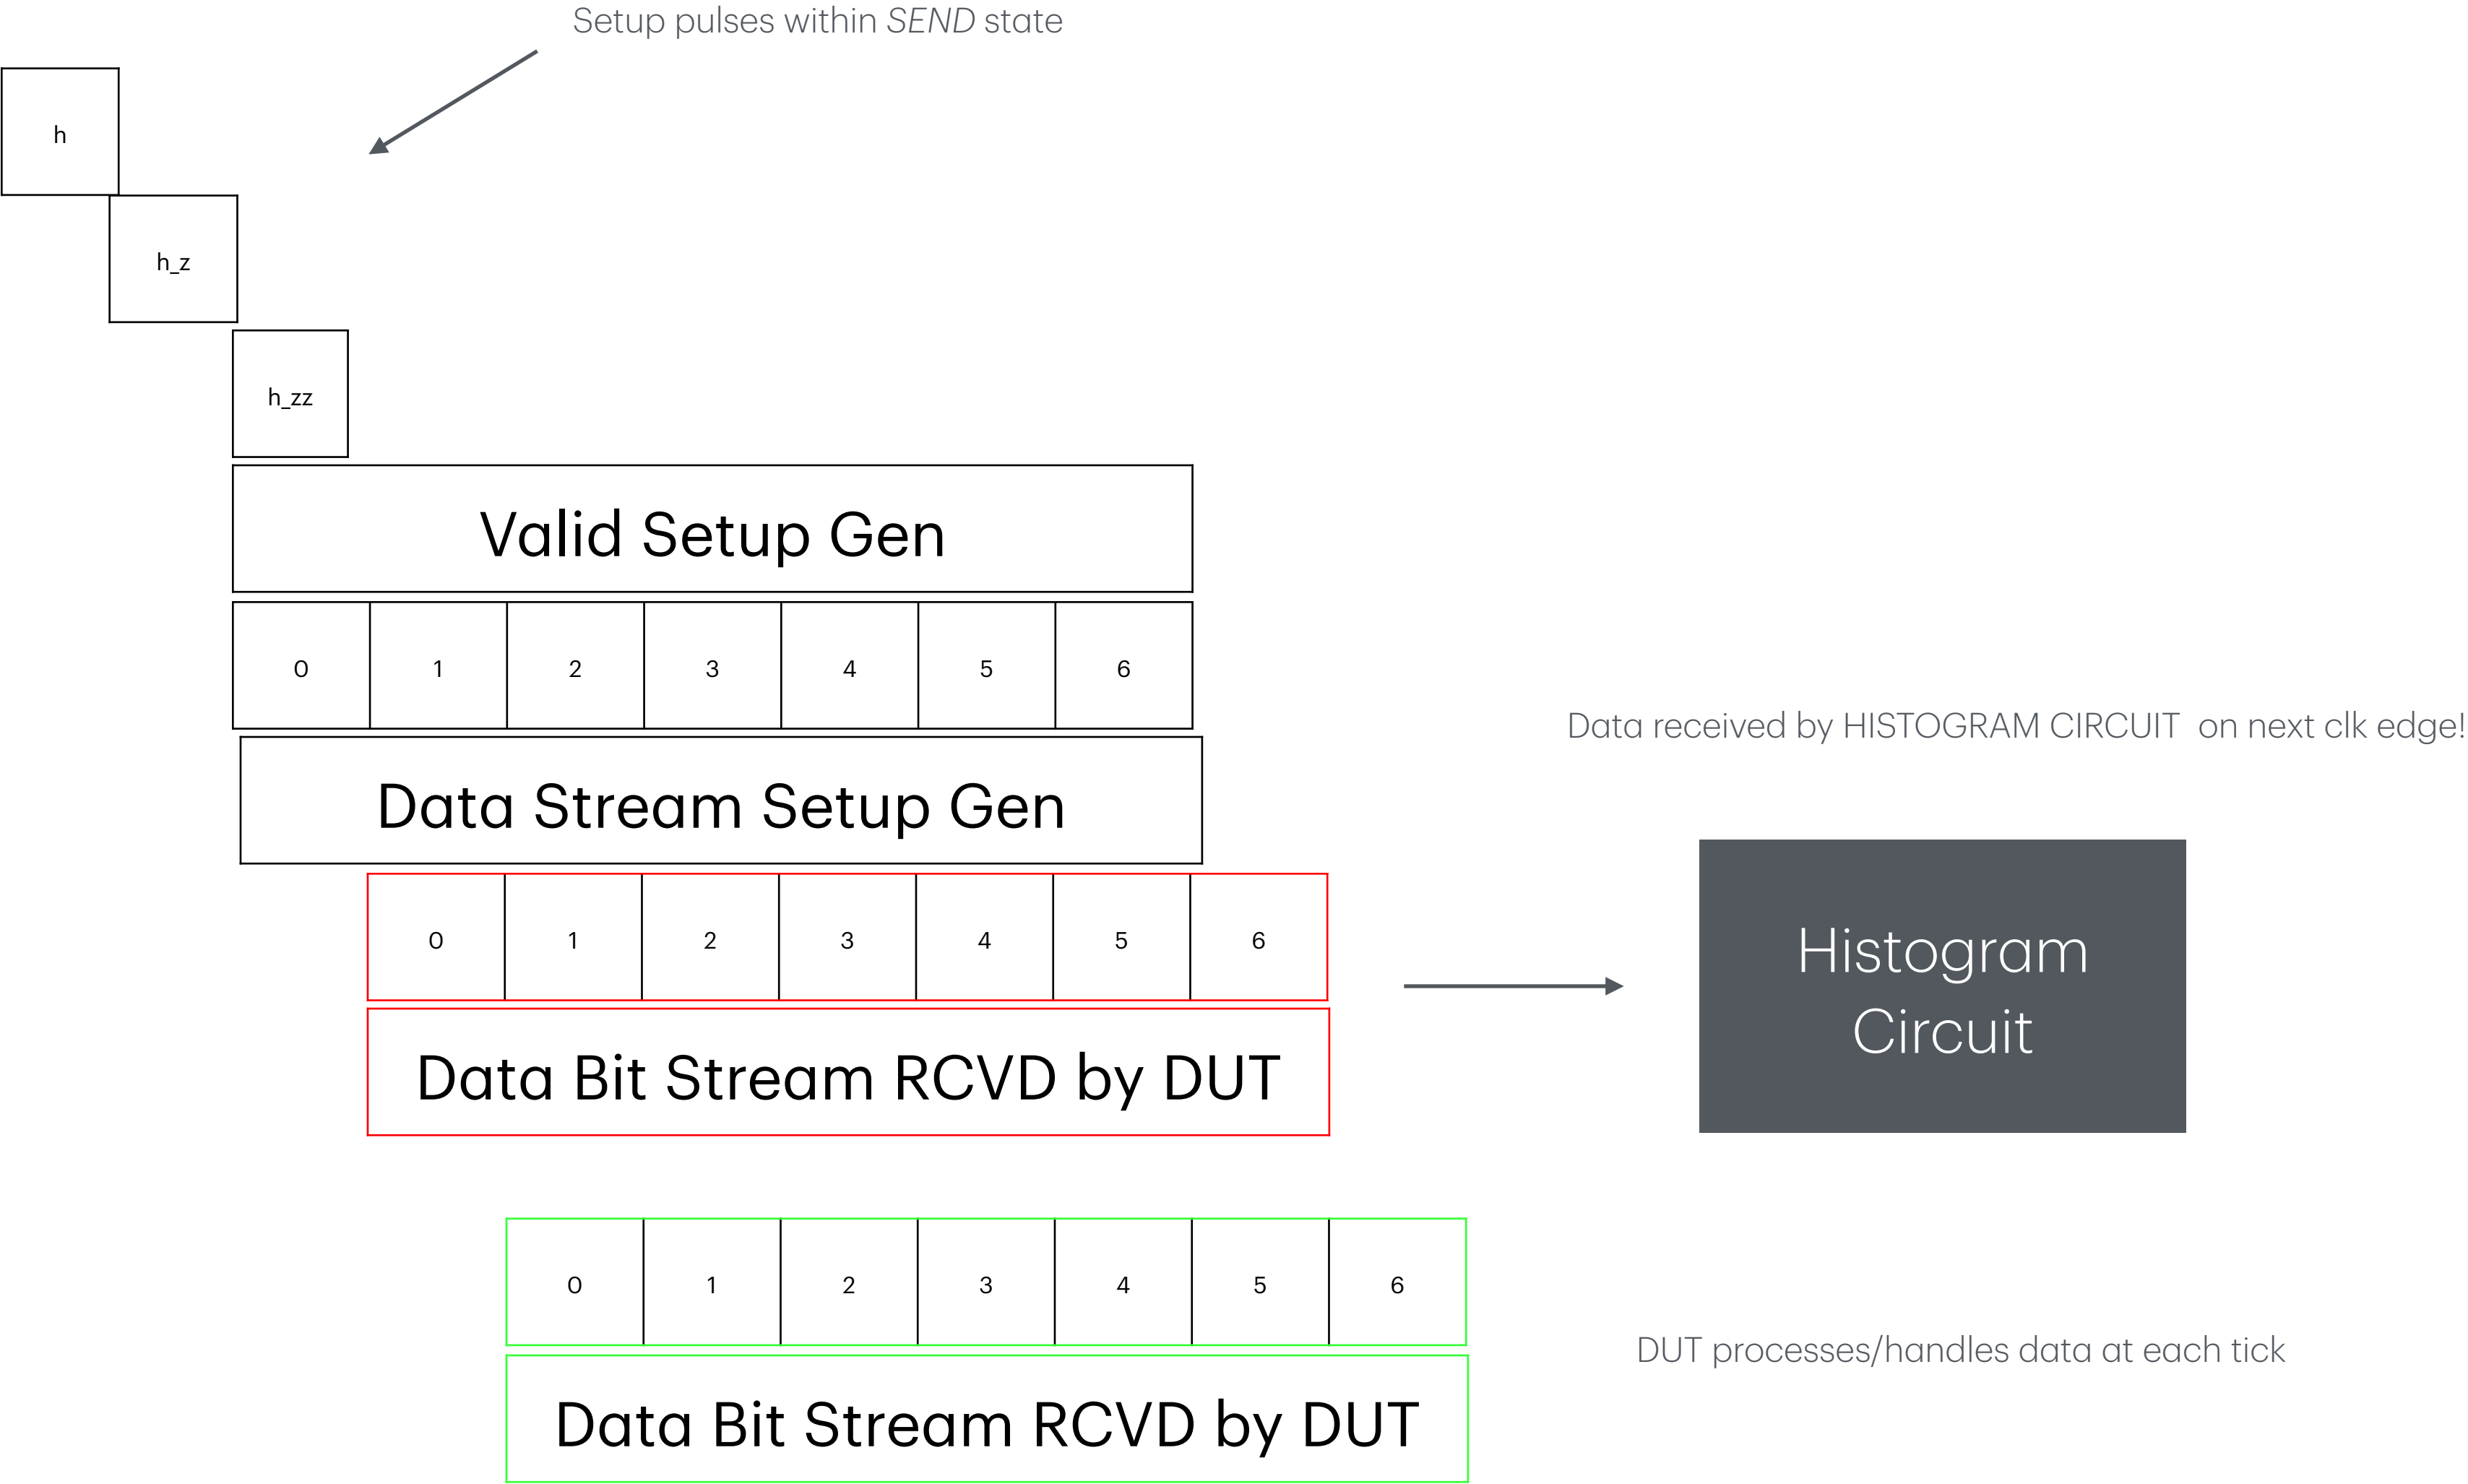 Setup pulses within SEND state
h
h_z
h_zz
Valid Setup Gen
0 1 2 3 4 5 6
Data Stream Setup Gen
0 1 2 3 4 5 6
Data Bit Stream RCVD by DUT
Data received by HISTOGRAM CIRCUIT on next clk edge!
Histogram
Circuit
0 1 2 3 4 5 6
Data Bit Stream RCVD by DUT
DUT processes/handles data at each tick